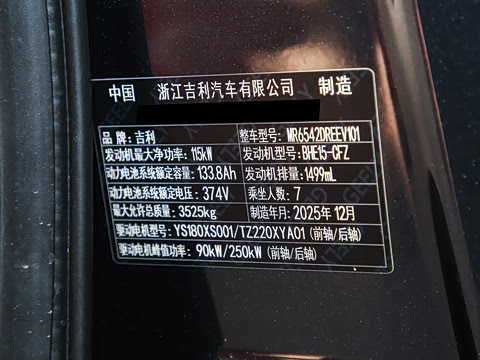 中国 浙江吉利汽车有限公司 制造
品 牌：吉利 整车型号：MR6542DREEV101
发动机最大净功率：115kW 发动机型号：BHE15-CFZ
动力电池系统额定容量：133.8Ah 发动机排量：1499mL
动力电池系统额定电压：374V 乘坐人数：7
最大允许总质量：3525kg 制造年月：2025年12月
驱动电机型号：YS180XS001/TZ220XYA01 (前轴/后轴)
驱动电机峰值功率：90kW/250kW (前轴/后轴)